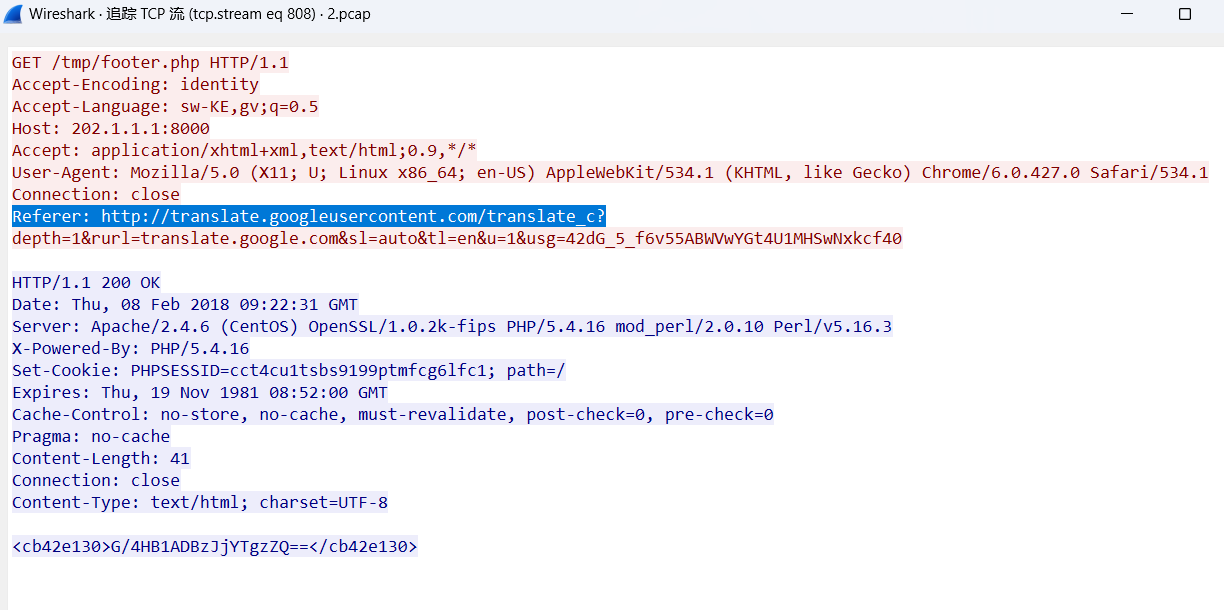 Wireshark · 追踪 TCP 流 (tcp.stream eq 808) · 2.pcap
GET /tmp/footer.php HTTP/1.1
Accept-Encoding: identity
Accept-Language: sw-KE,gv;q=0.5
Host: 202.1.1.1:8000
Accept: application/xhtml+xml,text/html;0.9,*/*
User-Agent: Mozilla/5.0 (X11; U; Linux x86_64; en-US) AppleWebKit/534.1 (KHTML, like Gecko) Chrome/6.0.427.0 Safari/534.1
Connection: close
Referer: http://translate.googleusercontent.com/translate_c?
depth=1&rurl=translate.google.com&sl=auto&tl=en&u=1&usg=42dG_5_f6v55ABWVwYGt4U1MHSwNxkcf40
HTTP/1.1 200 OK
Date: Thu, 08 Feb 2018 09:22:31 GMT
Server: Apache/2.4.6 (CentOS) OpenSSL/1.0.2k-fips PHP/5.4.16 mod_perl/2.0.10 Perl/v5.16.3
X-Powered-By: PHP/5.4.16
Set-Cookie: PHPSESSID=cct4cu1tsbs9199ptmfcg6lfc1; path=/
Expires: Thu, 19 Nov 1981 08:52:00 GMT
Cache-Control: no-store, no-cache, must-revalidate, post-check=0, pre-check=0
Pragma: no-cache
Content-Length: 41
Connection: close
Content-Type: text/html; charset=UTF-8
<cb42e130>G/4HB1ADBzJjYTgzZQ==</cb42e130>